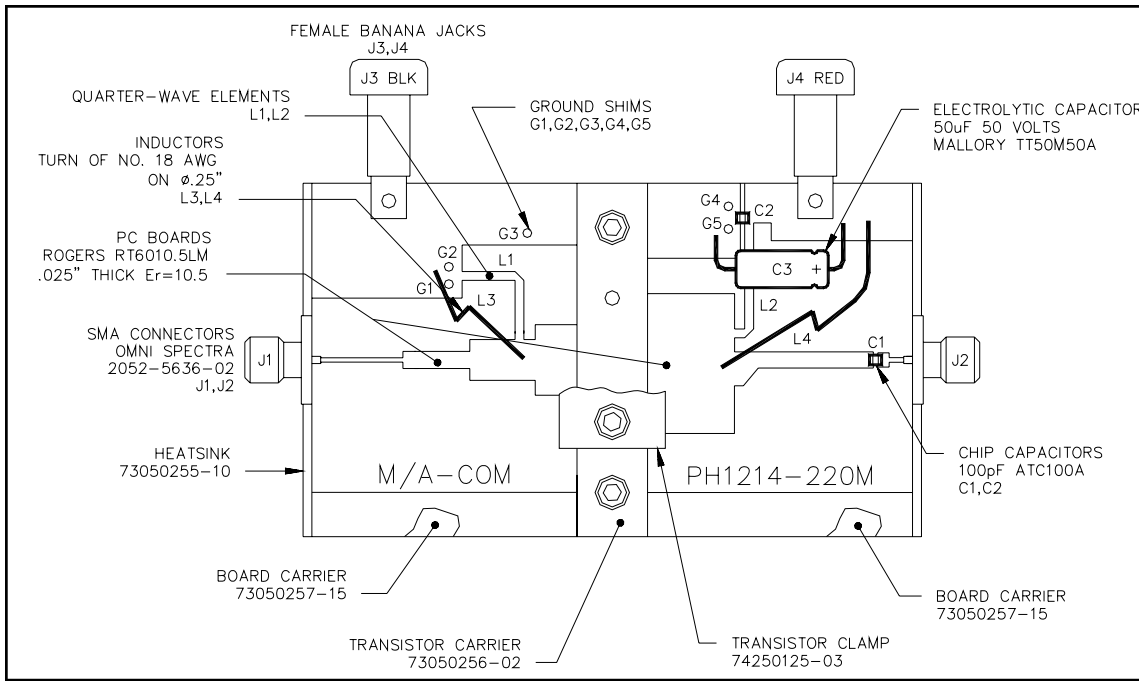 FEMALE BANANA JACKS
J3,J4
J3 BLK
J4 RED
QUARTER-WAVE ELEMENTS
L1,L2
GROUND SHIMS
G1,G2,G3,G4,G5
ELECTROLYTIC CAPACITOR
50uF 50 VOLTS
MALLORY TT50M50A
INDUCTORS
TURN OF NO. 18 AWG
ON ø.25"
L3,L4
PC BOARDS
ROGERS RT6010.5LM
.025" THICK Er=10.5
G4
G5
C2
G3
G2
G1
L1
L3
C3
+
L2
L4
C1
SMA CONNECTORS
OMNI SPECTRA
2052-5636-02
J1,J2
J1
J2
HEATSINK
73050255-10
M/A-COM
PH1214-220M
CHIP CAPACITORS
100pF ATC100A
C1,C2
BOARD CARRIER
73050257-15
BOARD CARRIER
73050257-15
TRANSISTOR CARRIER
73050256-02
TRANSISTOR CLAMP
74250125-03